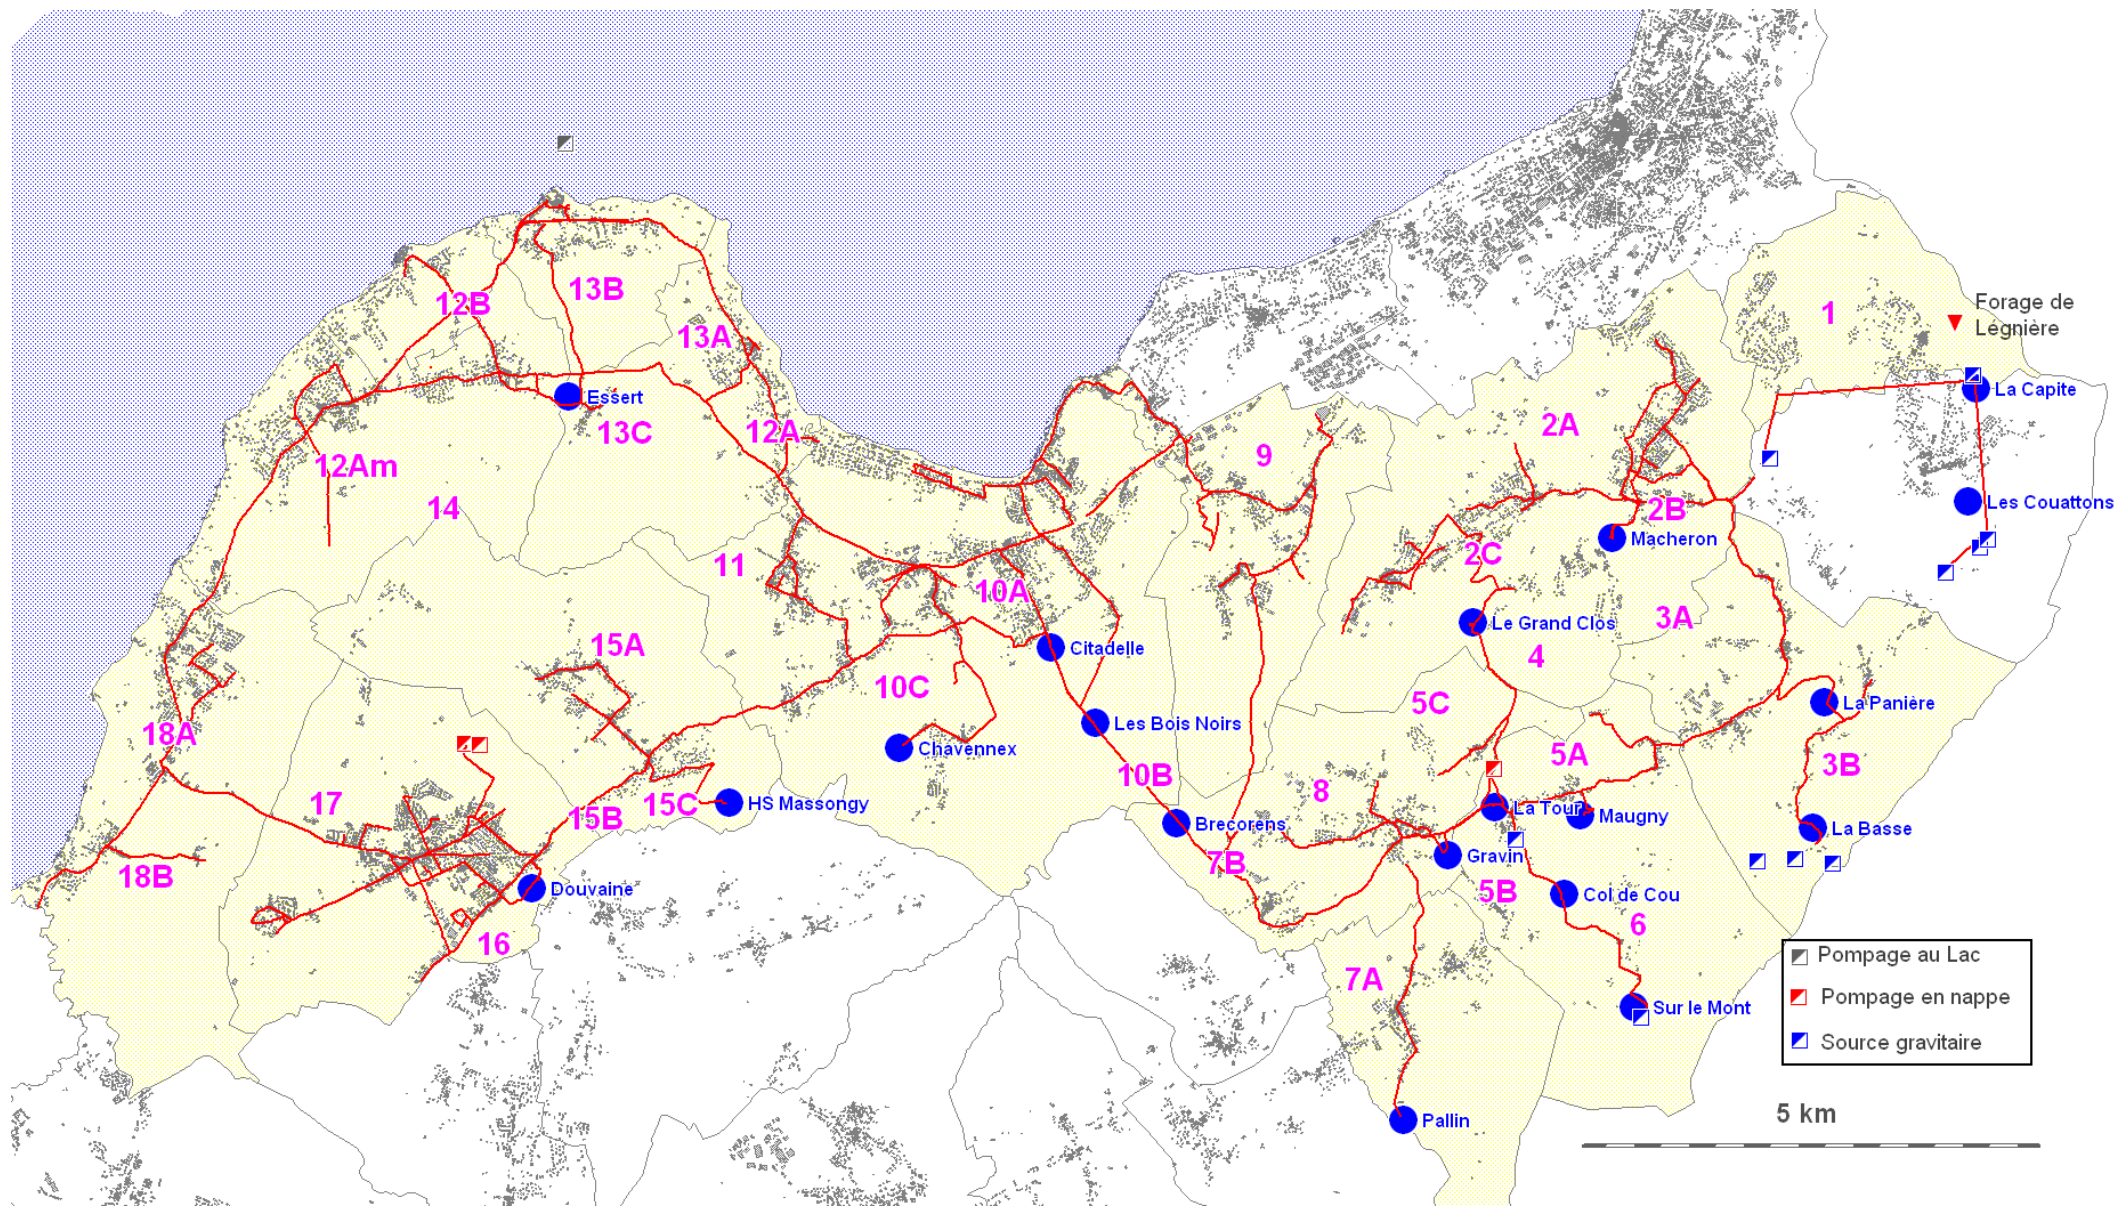 12B
13B
13A
1
Forage de
Légnière
Essert
13C
12A
La Capite
2A
9
12Am
14
Les Couattons
2B
Macheron
2C
11
10A
3A
Le Grand Clos
15A
Citadelle
4
10C
5C
La Panière
18A
Les Bois Noirs
Chavennex
5A
3B
10B
17
15B
15C
HS Massongy
8
La Tour
Maugny
Brecorens
La Basse
18B
7B
Gravin
Douvaine
5B
Col de Cou
16
6
7A
Sur le Mont
Pallin
Pompage au Lac
Pompage en nappe
Source gravitaire
5 km